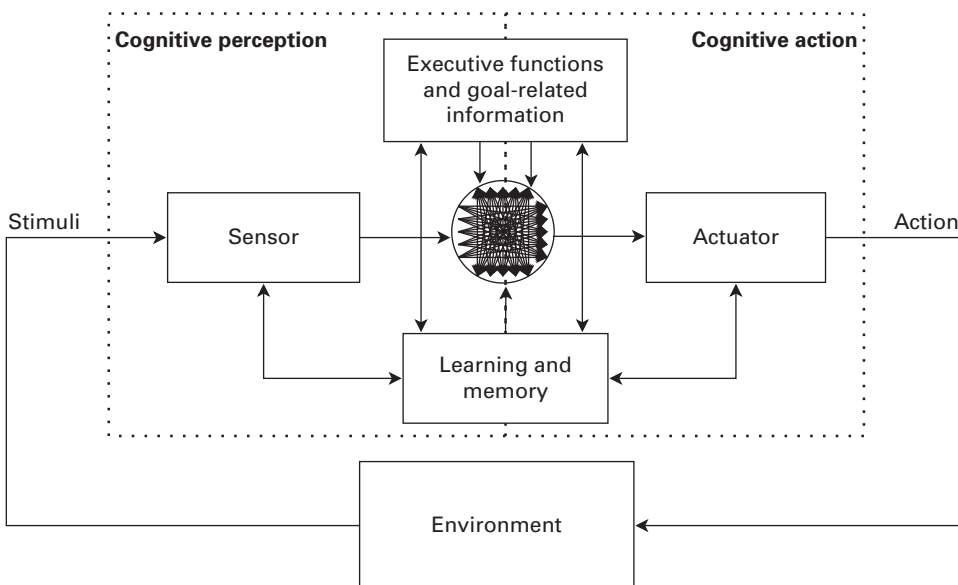 Cognitive perception
Cognitive action
Executive functions
and goal-related
information
Stimuli
Sensor
Actuator
Action
Learning and
memory
Environment